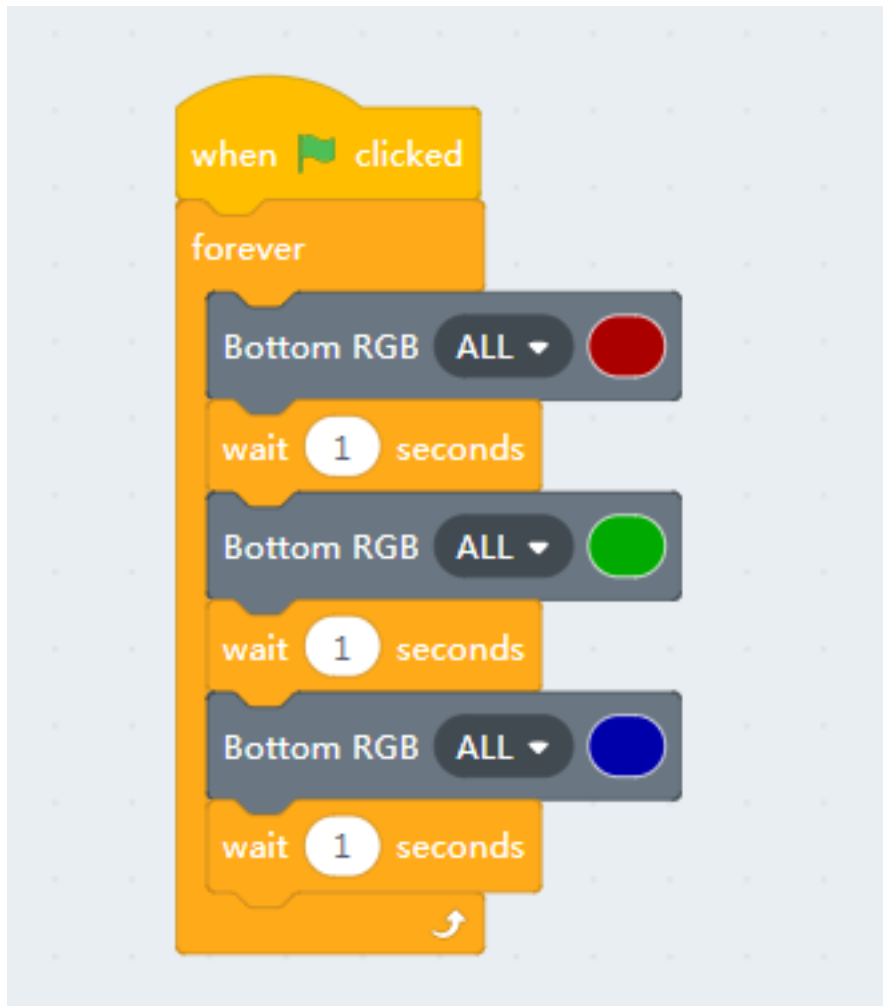 when clicked
forever
Bottom RGB ALL
wait 1 seconds
Bottom RGB ALL
wait 1 seconds
Bottom RGB ALL
wait 1 seconds